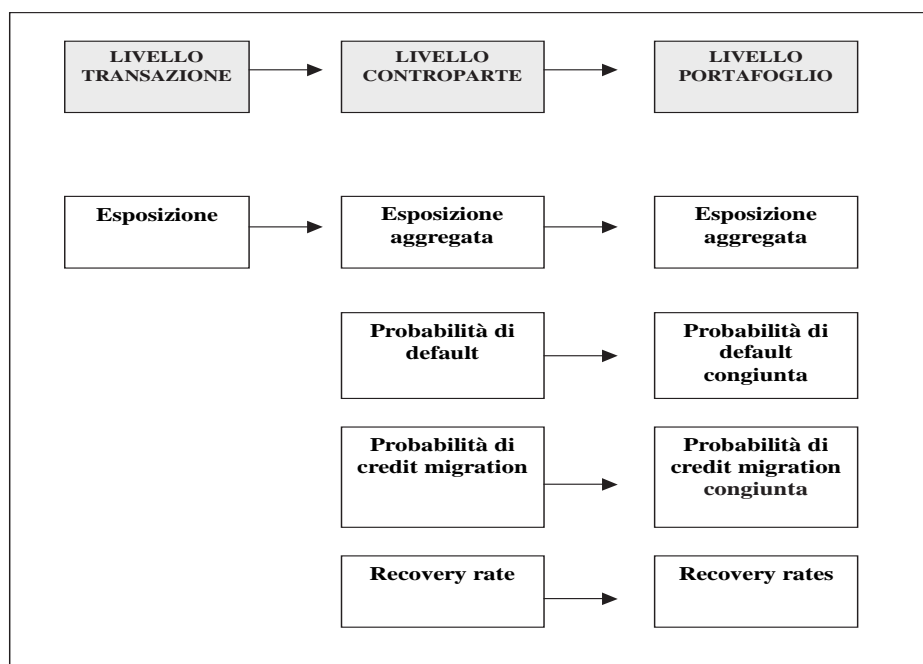 LIVELLO
TRANSAZIONE
LIVELLO
CONTROPARTE
LIVELLO
PORTAFOGLIO
Esposizione
Esposizione
aggregata
Esposizione
aggregata
Probabilità di
default
Probabilità di
default
congiunta
Probabilità di
credit migration
Probabilità di
credit migration
congiunta
Recovery rate
Recovery rates